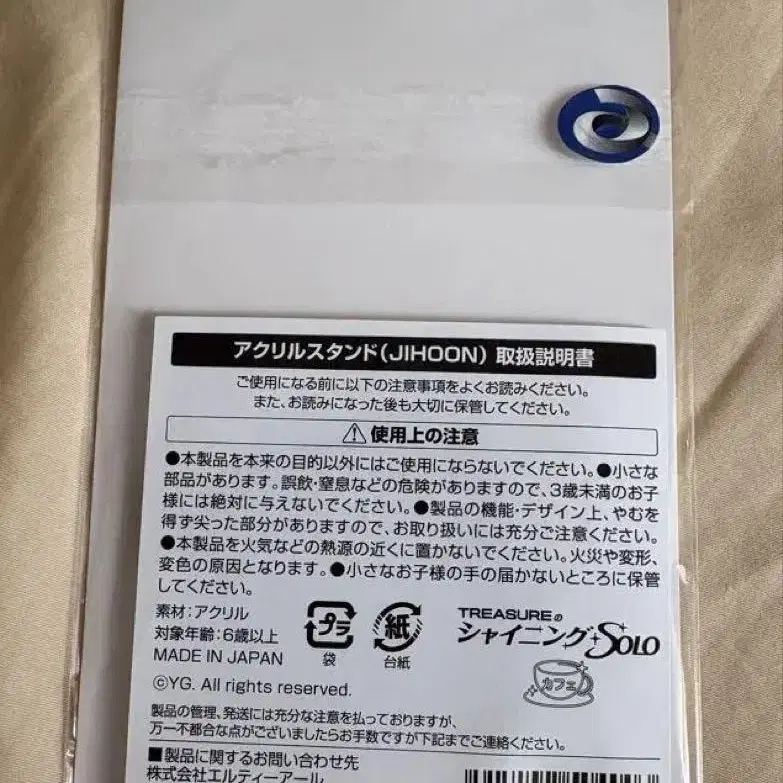 アクリルスタンド(JIHOON) 取扱説明書
ご使用になる前に以下の注意事項をよくお読みください。
また、お読みになった後も大切に保管してください。
⚠ 使用上の注意
●本製品を本来の目的以外にはご使用にならないでください。●小さな
部品があります。誤飲・窒息などの危険がありますので、3歳未満のお子
様には絶対に与えないでください。●製品の機能・デザイン上、やむを
得ず尖った部分がありますので、お取り扱いには充分ご注意ください。
●本製品を火気などの熱源の近くに置かないでください。火災や変形、
変色の原因となります。●小さなお子様の手の届かないところに保管
してください。
素材：アクリル
対象年齢：6歳以上
MADE IN JAPAN
プラ
袋
紙
台紙
TREASUREの
シャイニングSOLO
カフェ
©YG. All rights reserved.
製品の管理、発送には充分な注意を払っておりますが、
万一不都合な点がございましたらお手数ですが下記までご連絡ください。
■製品に関するお問い合わせ先
株式会社エルティーアール